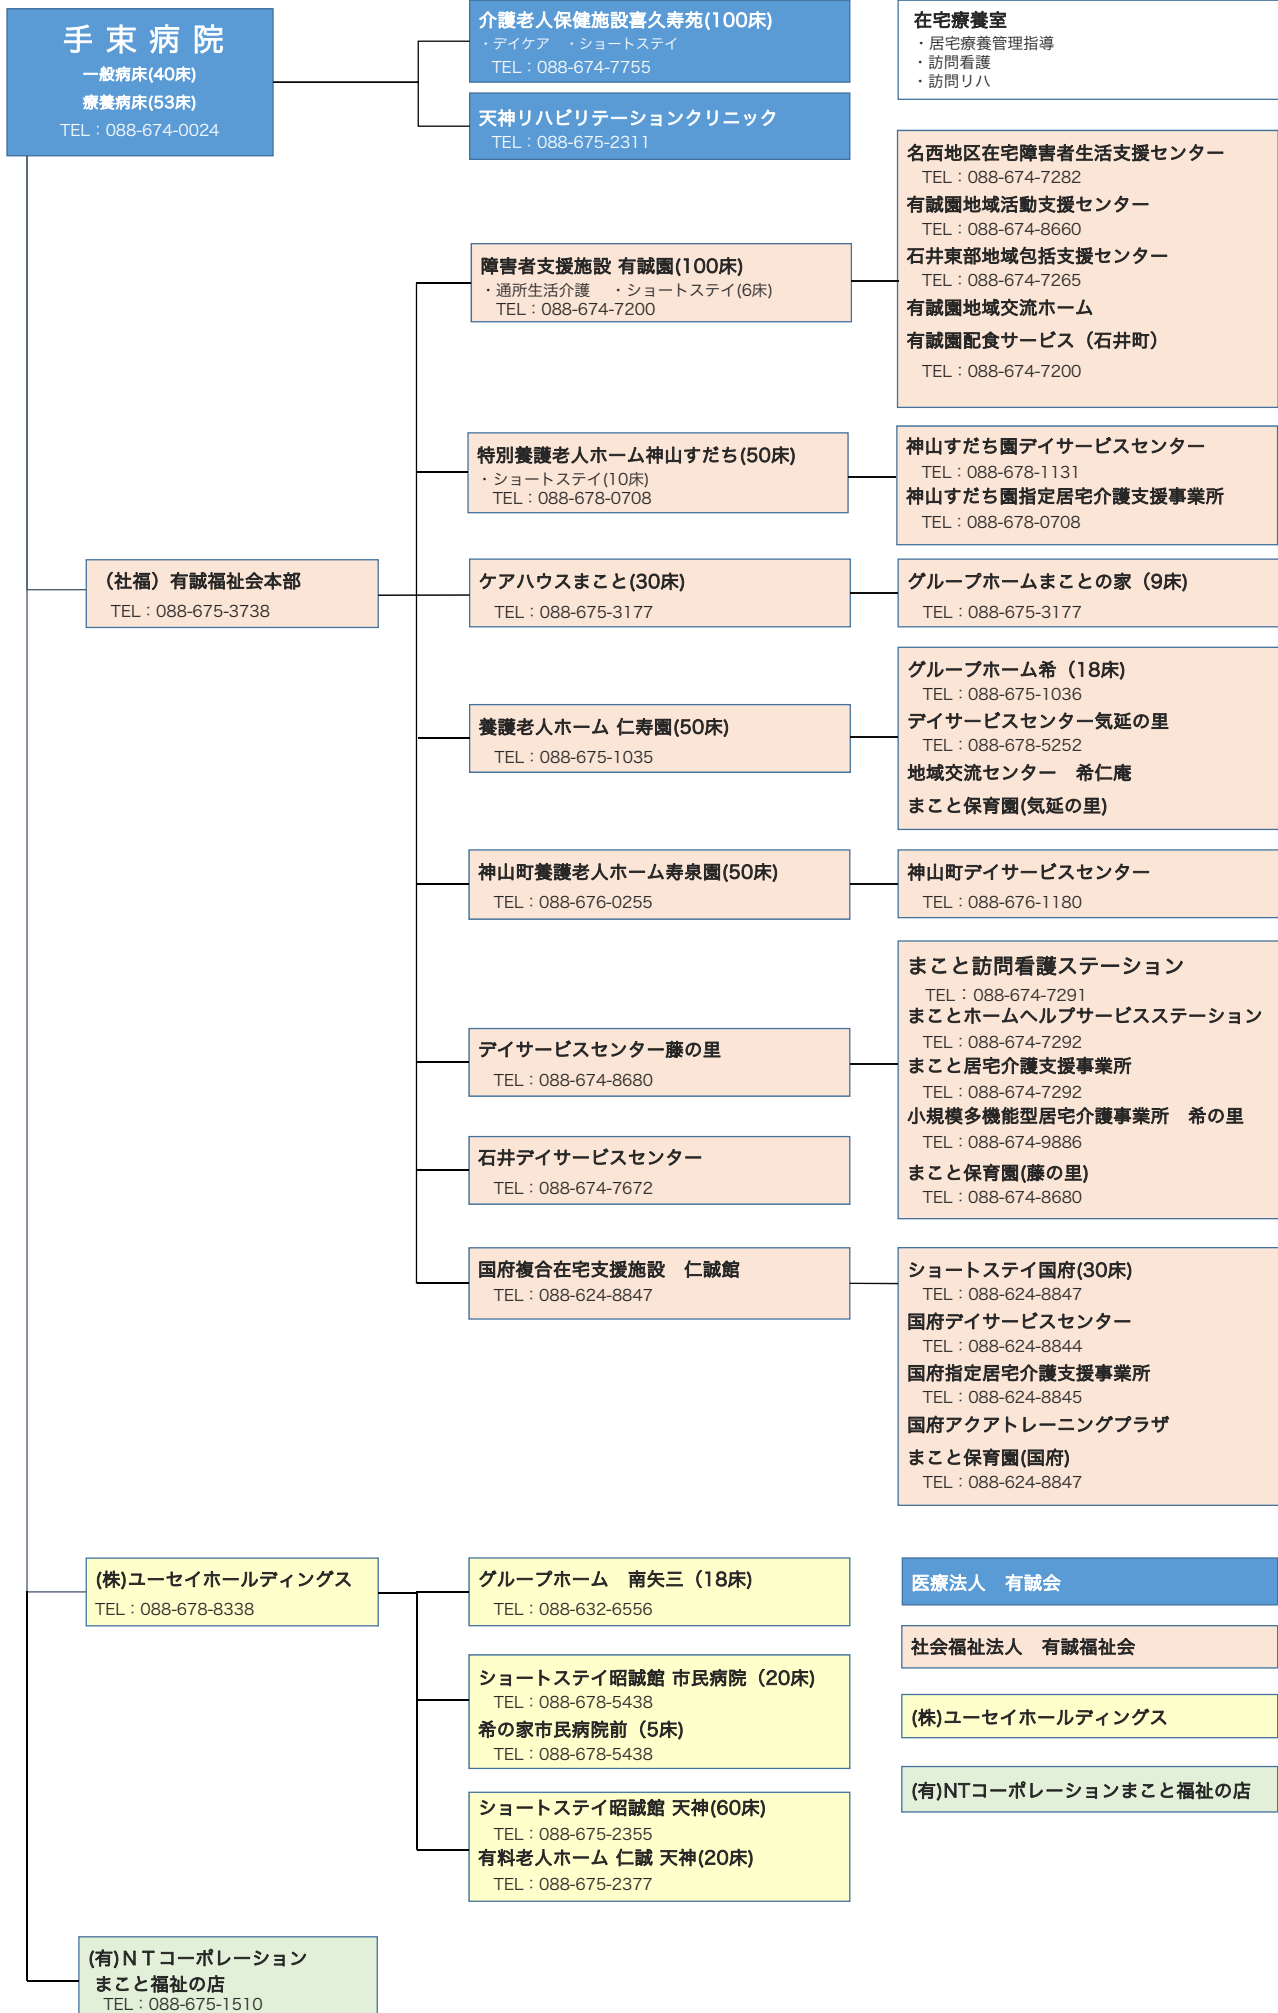 手束病院
一般病床(40床)
療養病床(53床)
TEL：088-674-0024
介護老人保健施設喜久寿苑(100床)
・デイケア　・ショートステイ
TEL：088-674-7755
天神リハビリテーションクリニック
TEL：088-675-2311
在宅療養室
・居宅療養管理指導
・訪問看護
・訪問リハ
障害者支援施設 有誠園(100床)
・通所生活介護　・ショートステイ(6床)
TEL：088-674-7200
名西地区在宅障害者生活支援センター
TEL：088-674-7282
有誠園地域活動支援センター
TEL：088-674-8660
石井東部地域包括支援センター
TEL：088-674-7265
有誠園地域交流ホーム
有誠園配食サービス（石井町）
TEL：088-674-7200
特別養護老人ホーム神山すだち(50床)
・ショートステイ(10床)
TEL：088-678-0708
神山すだち園デイサービスセンター
TEL：088-678-1131
神山すだち園指定居宅介護支援事業所
TEL：088-678-0708
（社福）有誠福祉会本部
TEL：088-675-3738
ケアハウスまこと(30床)
TEL：088-675-3177
グループホームまことの家（9床)
TEL：088-675-3177
養護老人ホーム 仁寿園(50床)
TEL：088-675-1035
グループホーム希（18床)
TEL：088-675-1036
デイサービスセンター気延の里
TEL：088-678-5252
地域交流センター　希仁庵
まこと保育園(気延の里)
神山町養護老人ホーム寿泉園(50床)
TEL：088-676-0255
神山町デイサービスセンター
TEL：088-676-1180
デイサービスセンター藤の里
TEL：088-674-8680
まこと訪問看護ステーション
TEL：088-674-7291
まことホームヘルプサービスステーション
TEL：088-674-7292
まこと居宅介護支援事業所
TEL：088-674-7292
小規模多機能型居宅介護事業所　希の里
TEL：088-674-9886
まこと保育園(藤の里)
TEL：088-674-8680
石井デイサービスセンター
TEL：088-674-7672
国府複合在宅支援施設　仁誠館
TEL：088-624-8847
ショートステイ国府(30床)
TEL：088-624-8847
国府デイサービスセンター
TEL：088-624-8844
国府指定居宅介護支援事業所
TEL：088-624-8845
国府アクアトレーニングプラザ
まこと保育園(国府)
TEL：088-624-8847
(株)ユーセイホールディングス
TEL：088-678-8338
グループホーム　南矢三（18床)
TEL：088-632-6556
ショートステイ昭誠館 市民病院（20床)
TEL：088-678-5438
希の家市民病院前（5床)
TEL：088-678-5438
ショートステイ昭誠館 天神(60床)
TEL：088-675-2355
有料老人ホーム 仁誠 天神(20床)
TEL：088-675-2377
医療法人　有誠会
社会福祉法人　有誠福祉会
(株)ユーセイホールディングス
(有)NTコーポレーションまこと福祉の店
(有)ＮＴコーポレーション
まこと福祉の店
TEL：088-675-1510